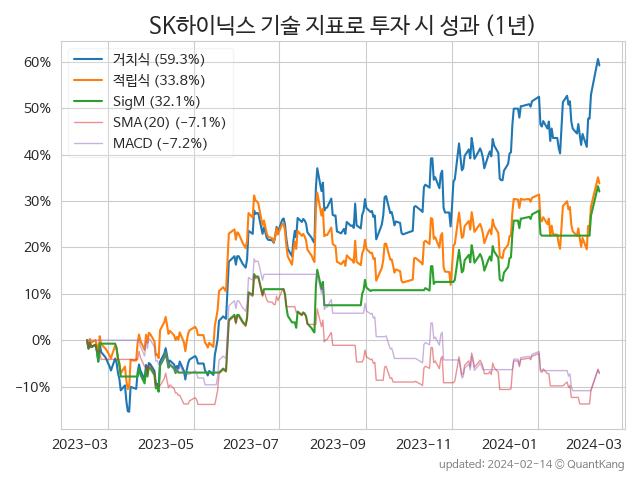 SK하이닉스 기술 지표로 투자 시 성과 (1년)
거치식 (59.3%)
적립식 (33.8%)
SigM (32.1%)
SMA(20) (−7.1%)
MACD (−7.2%)
60%
50%
40%
30%
20%
10%
0%
−10%
2023-03
2023-05
2023-07
2023-09
2023-11
2024-01
2024-03
updated: 2024-02-14 © QuantKang